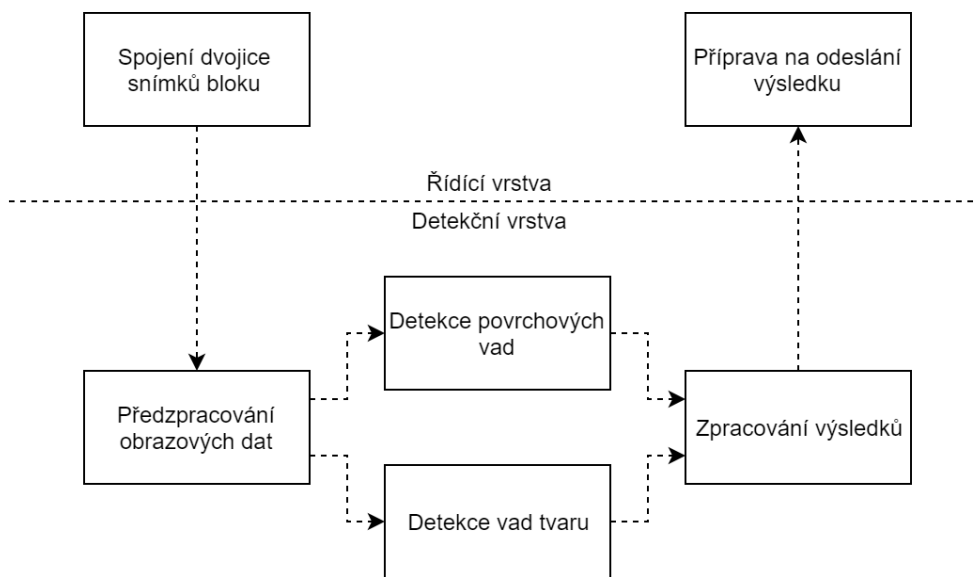 Spojení dvojice
snímků bloku
Příprava na odeslání
výsledku
Řídící vrstva
Detekční vrstva
Detekce povrchových
vad
Předzpracování
obrazových dat
Zpracování výsledků
Detekce vad tvaru